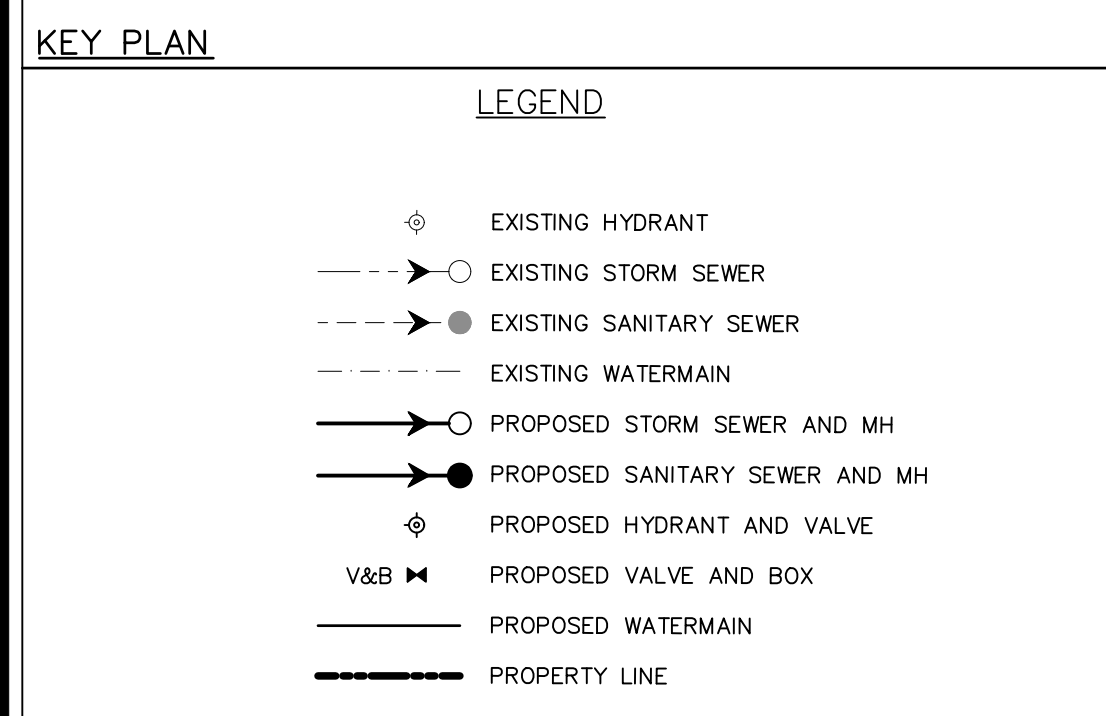 KEY PLAN
LEGEND
EXISTING HYDRANT
EXISTING STORM SEWER
EXISTING SANITARY SEWER
EXISTING WATERMAIN
PROPOSED STORM SEWER AND MH
PROPOSED SANITARY SEWER AND MH
PROPOSED HYDRANT AND VALVE
V&B PROPOSED VALVE AND BOX
PROPOSED WATERMAIN
PROPERTY LINE